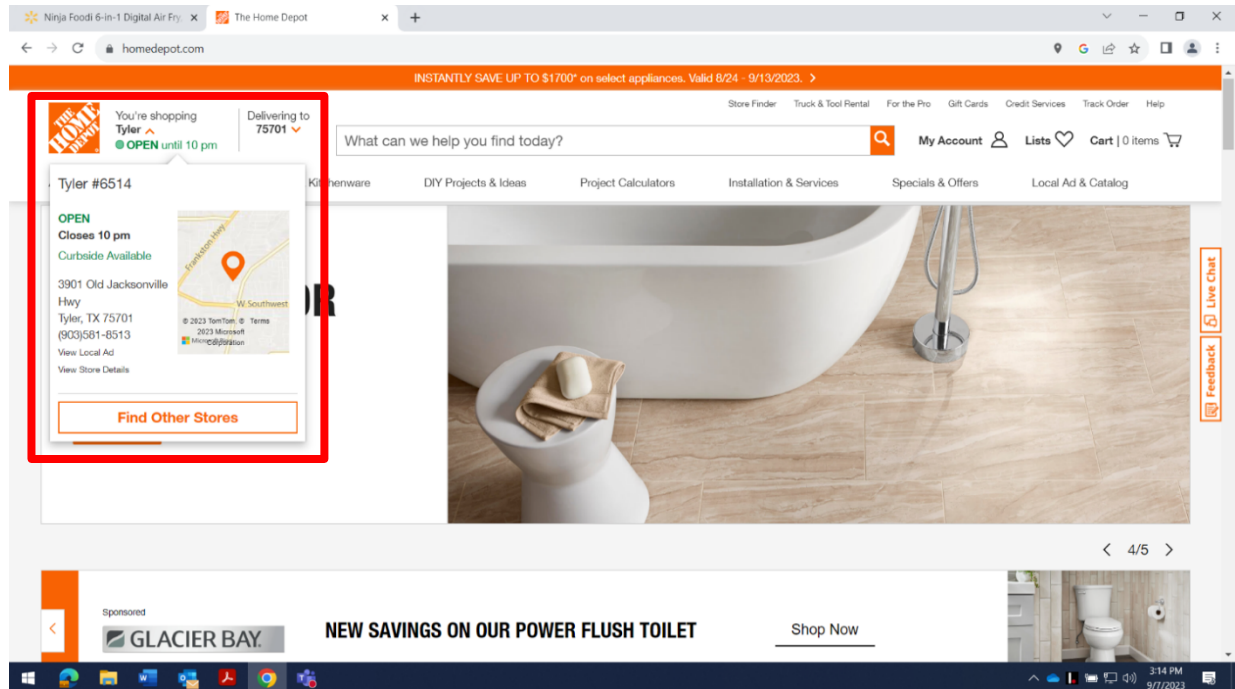 Ninja Foodi 6-in-1 Digital Air Fry
The Home Depot
homedepot.com
INSTANTLY SAVE UP TO $1700* on select appliances. Valid 8/24 - 9/13/2023. >
Store Finder Truck & Tool Rental For the Pro Gift Cards Credit Services Track Order Help
THE HOME DEPOT
You're shopping
Tyler
OPEN until 10 pm
Delivering to
75701
What can we help you find today?
My Account Lists Cart | 0 items
DIY Projects & Ideas Project Calculators Installation & Services Specials & Offers Local Ad & Catalog
Tyler #6514
OPEN
Closes 10 pm
Curbside Available
3901 Old Jacksonville
Hwy
Tyler, TX 75701
(903)581-8513
View Local Ad
View Store Details
Frankston Hwy
W. Southwest
© 2023 TomTom, © Terms
2023 Microsoft
Corporation
Find Other Stores
Live Chat
Feedback
4/5
Sponsored
GLACIER BAY.
NEW SAVINGS ON OUR POWER FLUSH TOILET
Shop Now
3:14 PM
9/7/2023